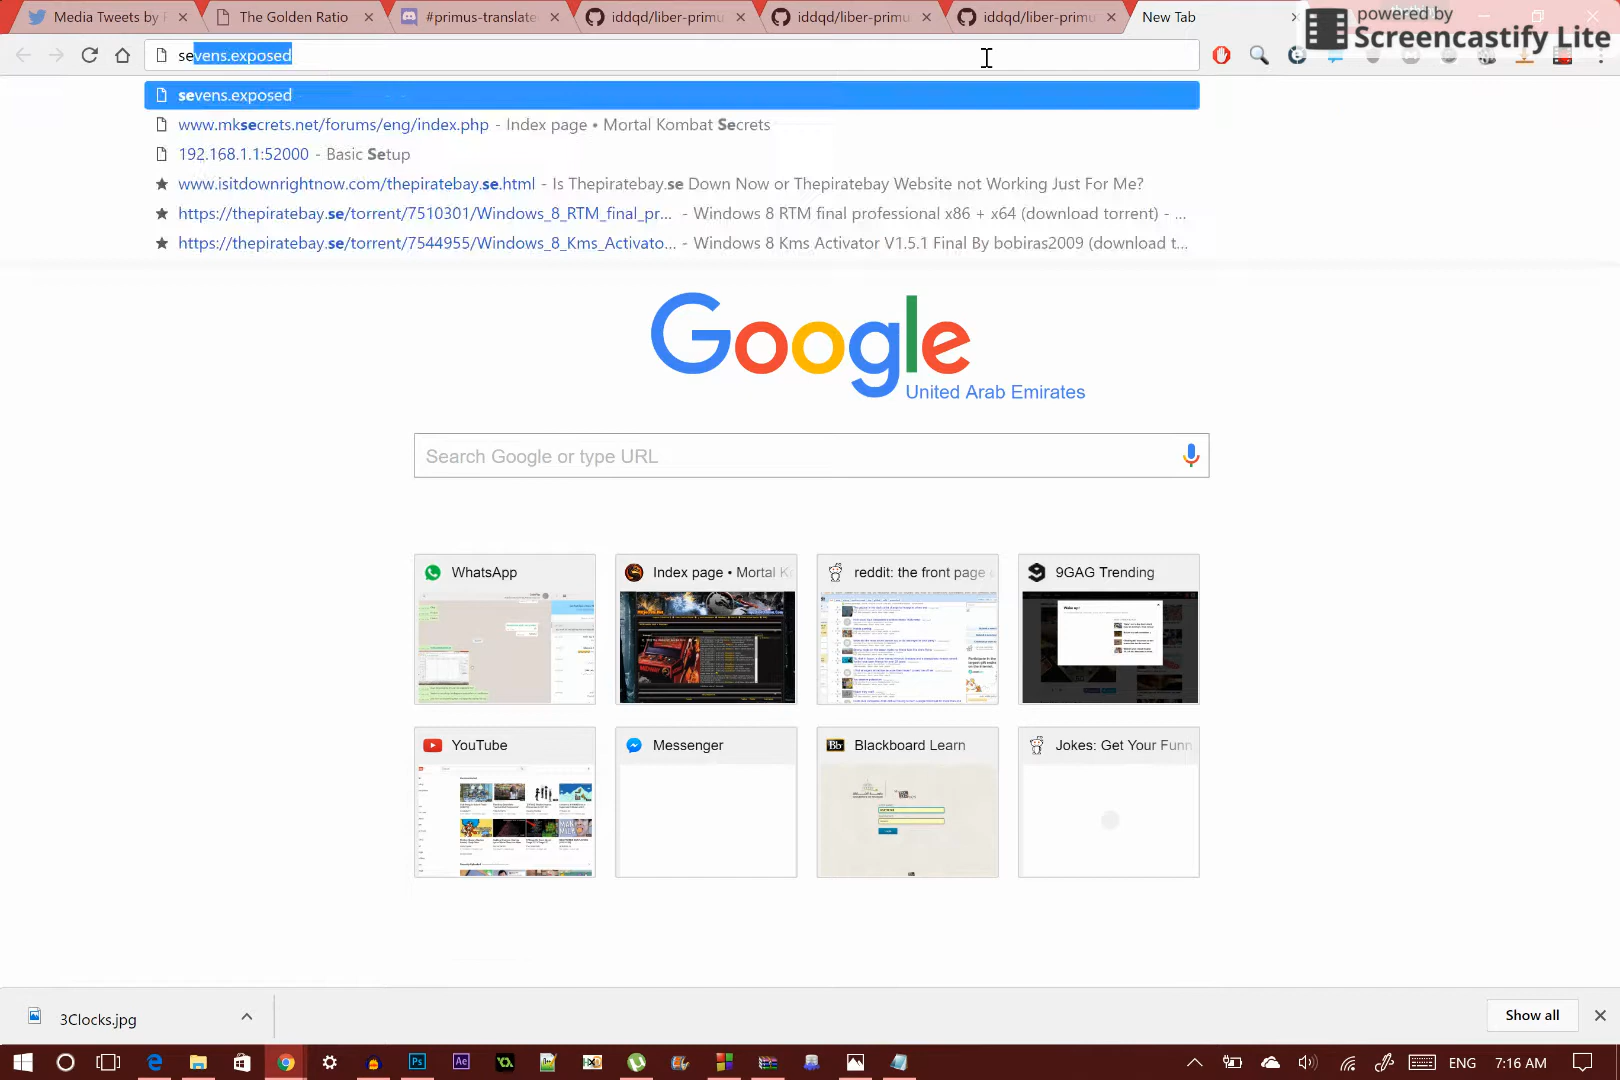 Media Tweets by
The Golden Ratio
#primus-translate
iddqd/liber-primu
iddqd/liber-primu
iddqd/liber-primu
New Tab
powered by
Screencastify Lite
sevens.exposed
sevens.exposed
www.mksecrets.net/forums/eng/index.php - Index page • Mortal Kombat Secrets
192.168.1.1:52000 - Basic Setup
www.isitdownrightnow.com/thepiratebay.se.html - Is Thepiratebay.se Down Now or Thepiratebay Website not Working Just For Me?
https://thepiratebay.se/torrent/7510301/Windows_8_RTM_final_pr... - Windows 8 RTM final professional x86 + x64 (download torrent) - ...
https://thepiratebay.se/torrent/7544955/Windows_8_Kms_Activato... - Windows 8 Kms Activator V1.5.1 Final By bobiras2009 (download t...
Google
United Arab Emirates
Search Google or type URL
WhatsApp
Index page • Mortal K
reddit: the front page
9GAG Trending
YouTube
Messenger
Bb Blackboard Learn
Jokes: Get Your Funn
3Clocks.jpg
Show all
Ps
Ae
ENG
7:16 AM